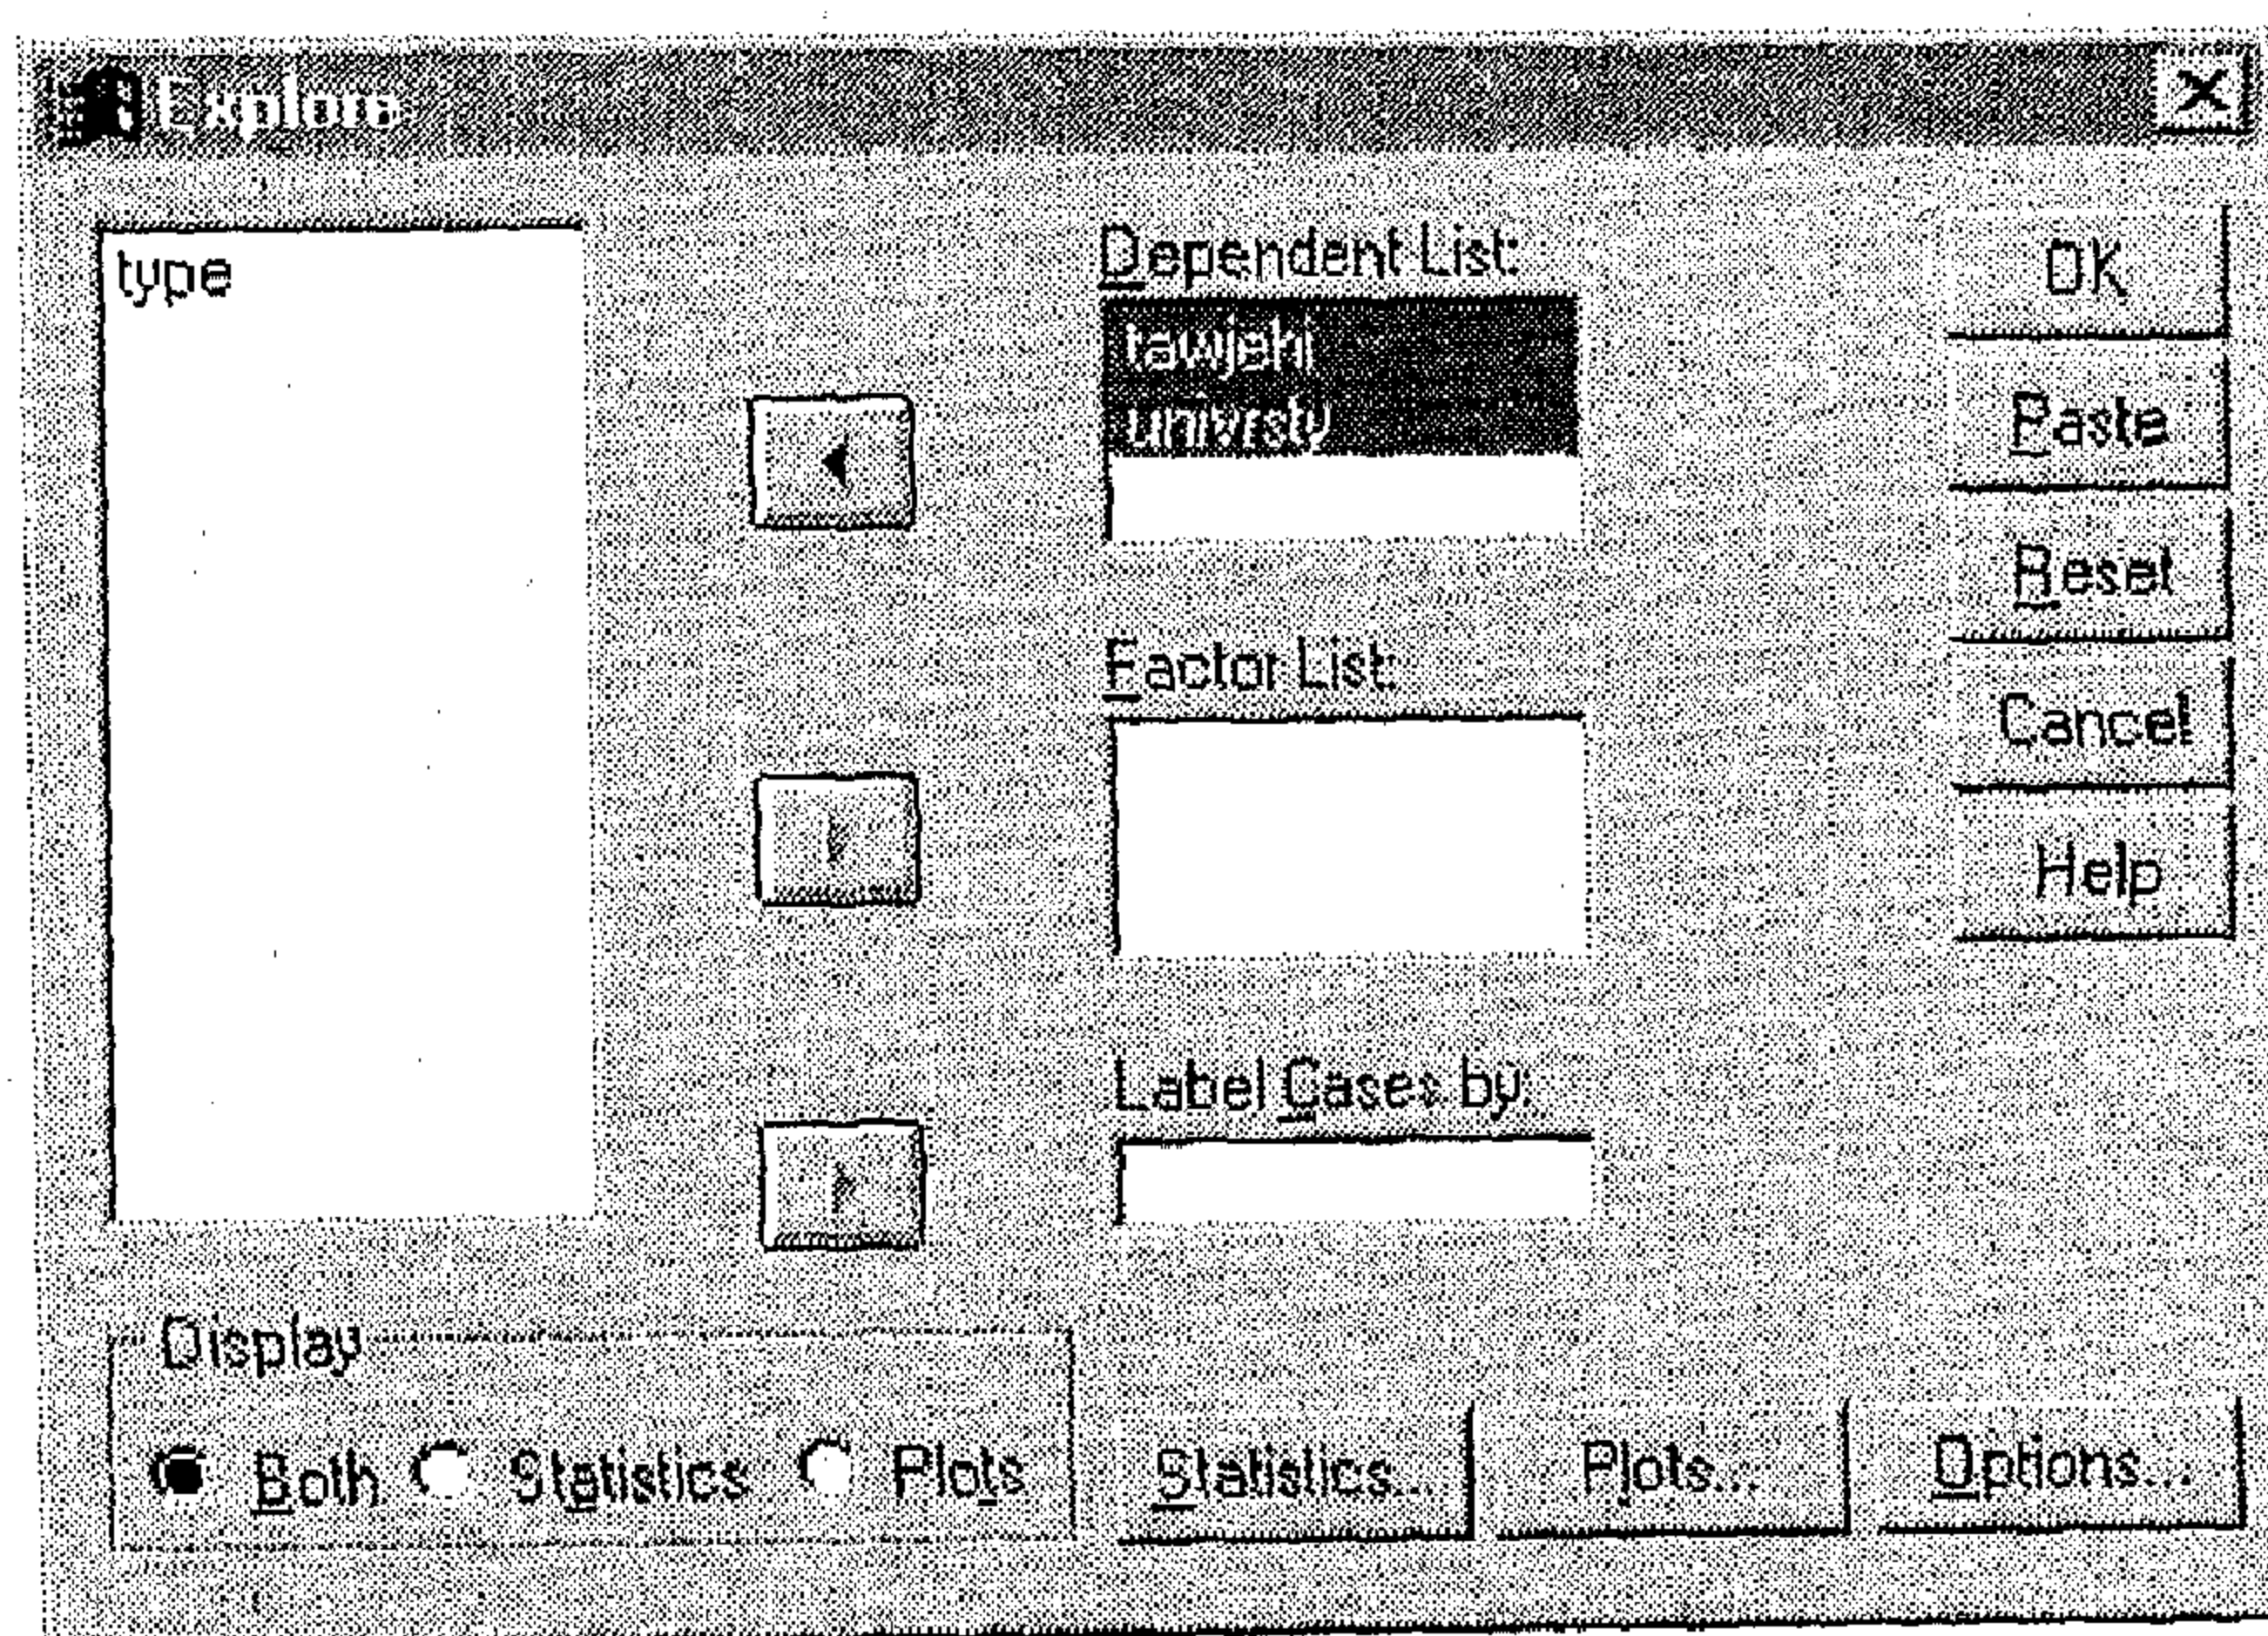 Explore
type
Dependent List:
tawjehi
univrsty
Factor List:
Label Cases by:
OK
Paste
Reset
Cancel
Help
Display
Both
Statistics
Plots
Statistics...
Plots...
Options...